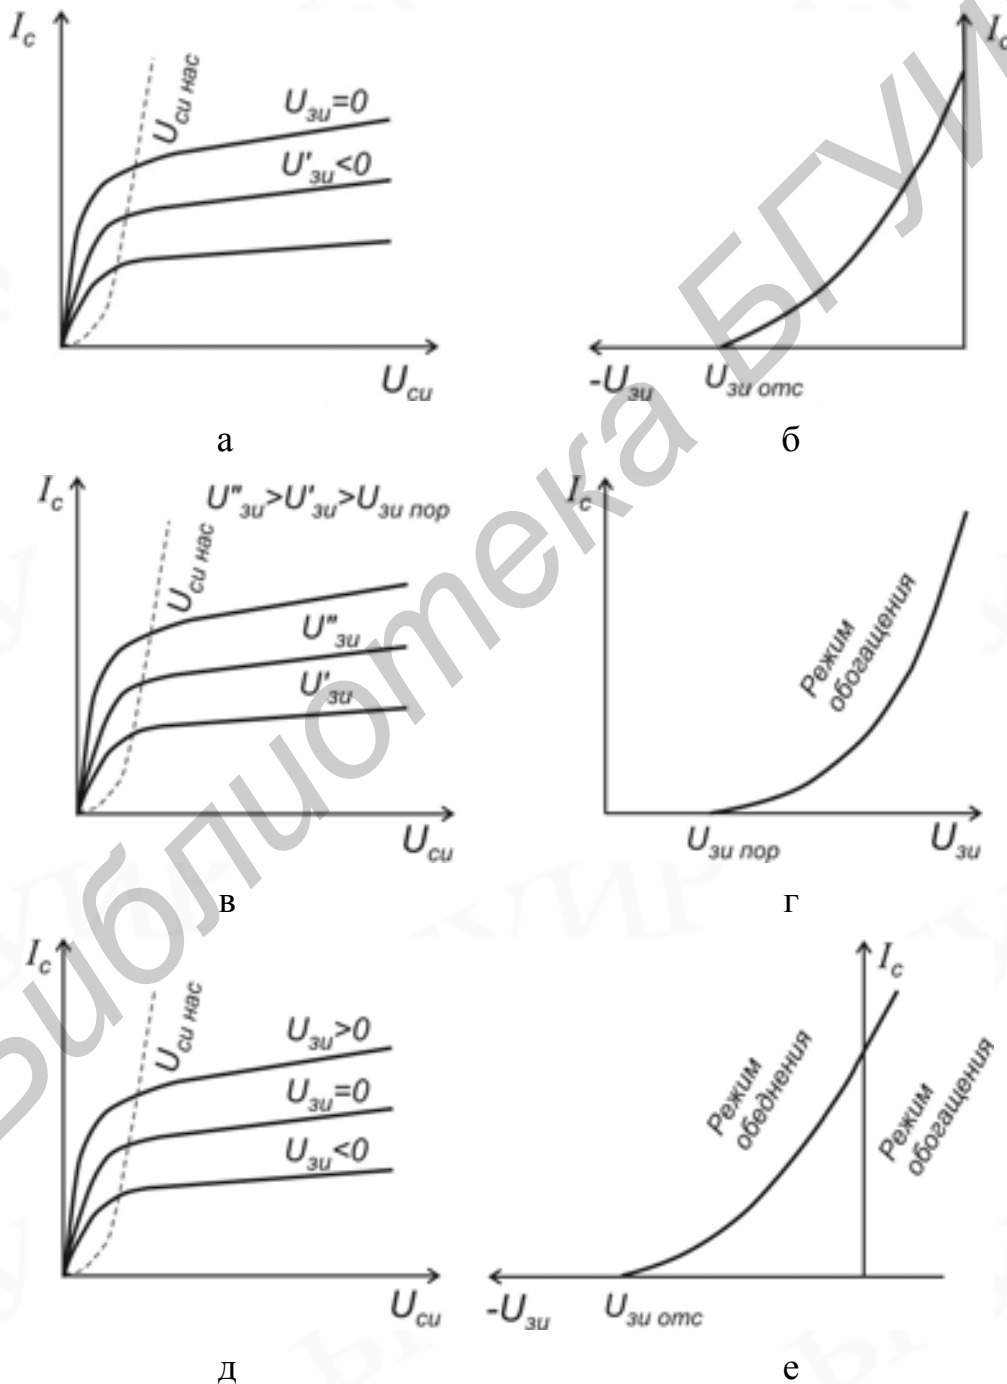 I_c
U_си нас
U_зи=0
U'_зи<0
U_си
I_c
-U_зи
U_зи отс
а
б
I_c
U"_зи>U'_зи>U_зи пор
U_си нас
U"_зи
U'_зи
U_си
I_c
Режим
обогащения
U_зи пор
U_зи
в
г
I_c
U_си нас
U_зи>0
U_зи=0
U_зи<0
U_си
I_c
Режим
обеднения
Режим
обогащения
-U_зи
U_зи отс
д
е
Библиотека БГУИ